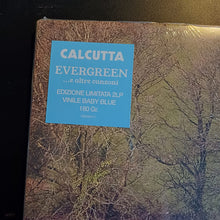 CALCUTTA
EVERGREEN
...e altre canzoni
EDIZIONE LIMITATA 2LP
VINILE BABY BLUE
180 Gr